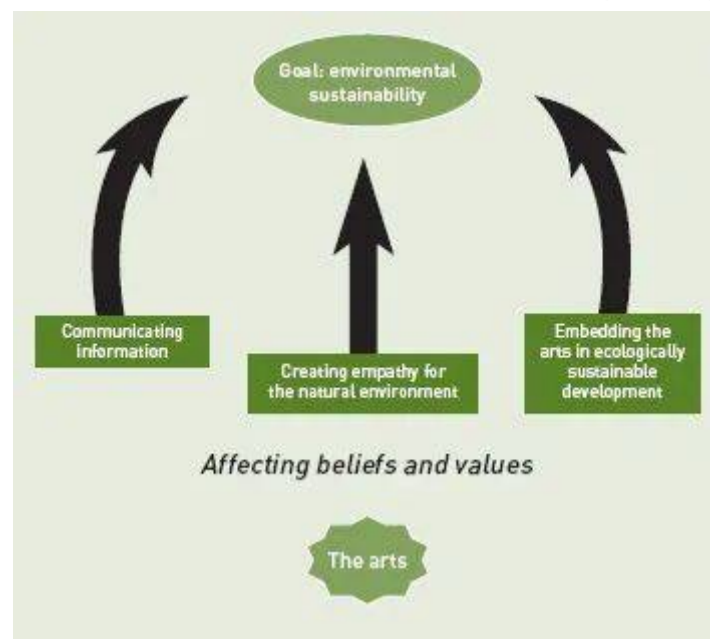 Goal: environmental
sustainability
Communicating
information
Creating empathy for
the natural environment
Embedding the
arts in ecologically
sustainable
development
Affecting beliefs and values
The arts